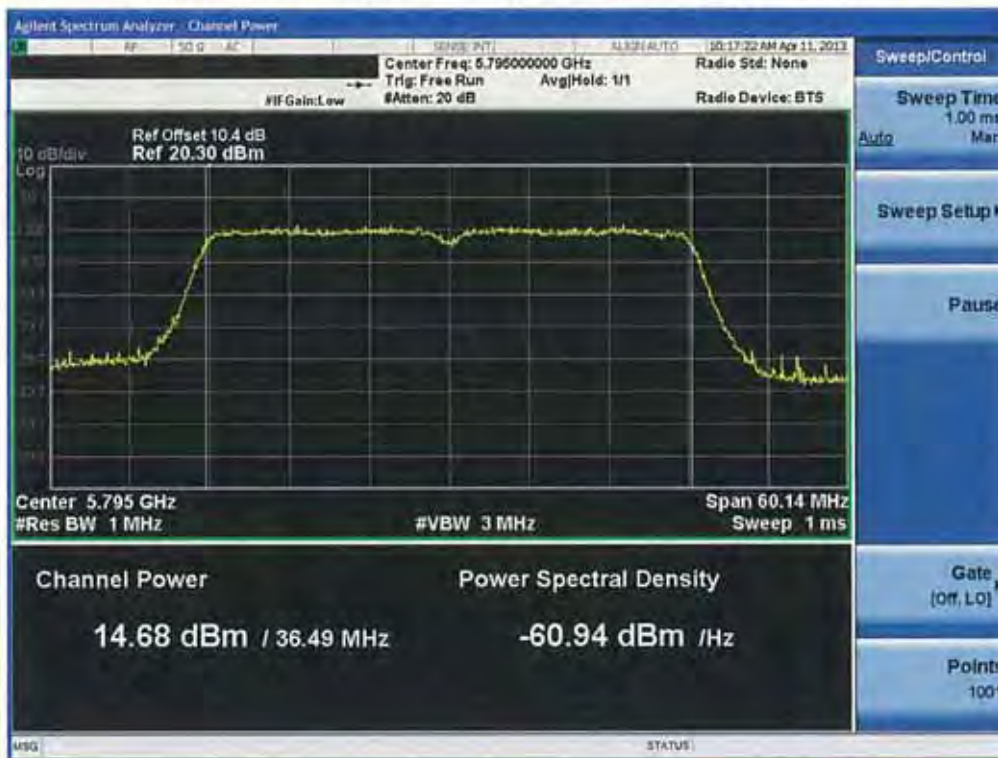 Agilent Spectrum Analyzer - Channel Power
RF 50 Ω AC SENSE:INT ALIGN AUTO 10:17:22 AM Apr 11, 2013
Center Freq: 5.795000000 GHz Radio Std: None
Trig: Free Run Avg|Hold: 1/1
#IFGain:Low #Atten: 20 dB Radio Device: BTS
Ref Offset 10.4 dB
10 dB/div Ref 20.30 dBm
Log
Center 5.795 GHz Span 60.14 MHz
#Res BW 1 MHz #VBW 3 MHz Sweep 1 ms
Channel Power Power Spectral Density
14.68 dBm / 36.49 MHz -60.94 dBm /Hz
MSG STATUS
Sweep/Control
Sweep Time
1.00 m
Auto Man
Sweep Setup
Pause
Gate
[Off, LO]
Points
100